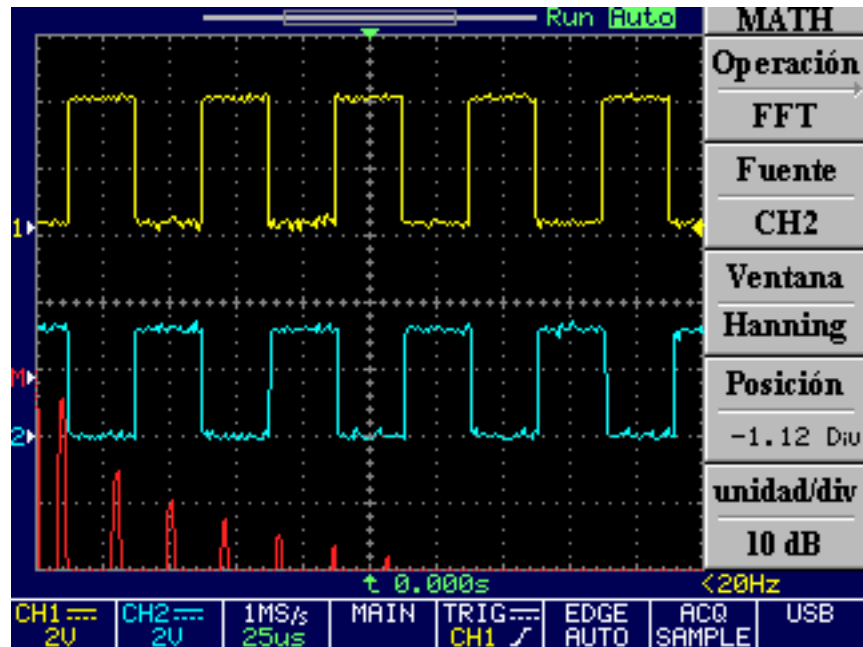 Run Auto
MATH
Operación
FFT
Fuente
CH2
Ventana
Hanning
Posición
-1.12 Div
unidad/div
10 dB
1
M
2
0.000s
<20Hz
CH1 CH2 1MS/s MAIN TRIG EDGE ACQ USB
2V 2V 25us CH1 AUTO SAMPLE